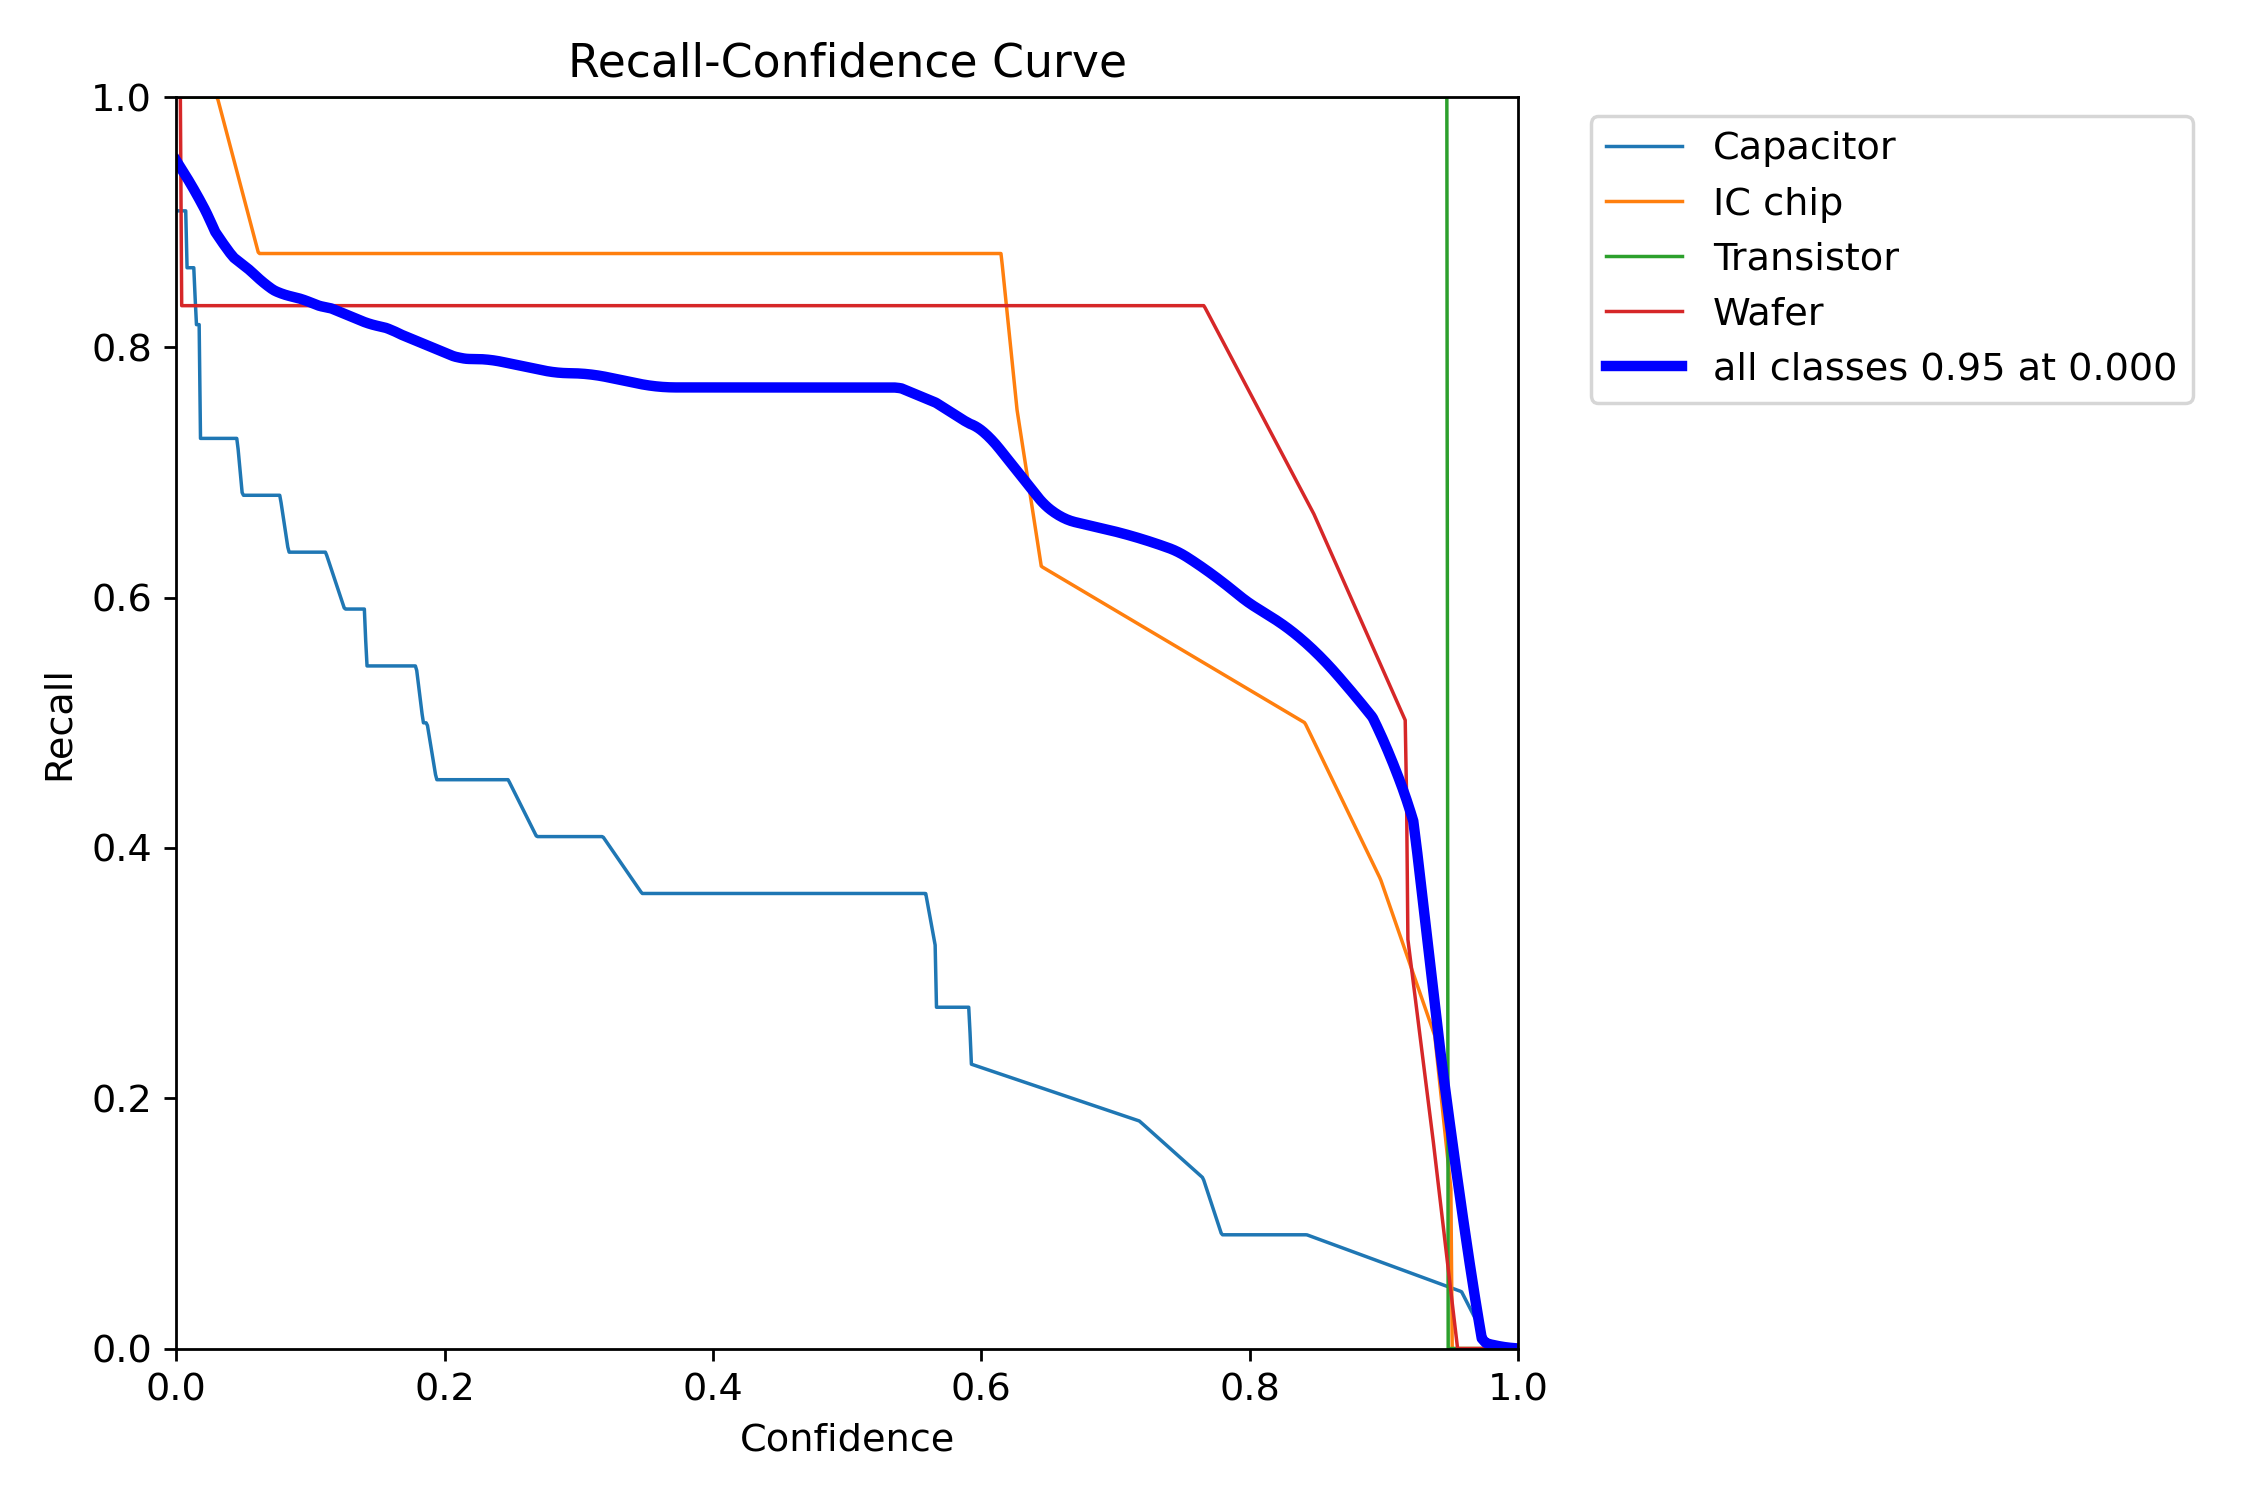 Recall-Confidence Curve
1.0
0.8
0.6
0.4
0.2
0.0
Recall
0.0 0.2 0.4 0.6 0.8 1.0
Confidence
Capacitor
IC chip
Transistor
Wafer
all classes 0.95 at 0.000